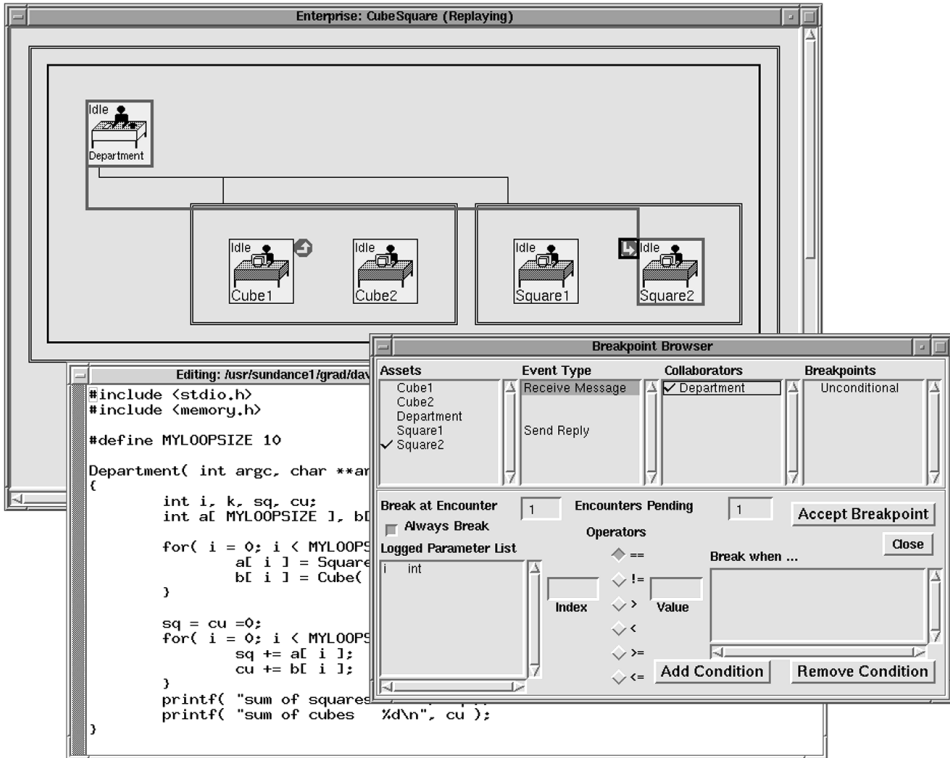 Enterprise: CubeSquare (Replaying)
Idle
Department
Idle
Cube1
Idle
Cube2
Idle
Square1
Idle
Square2
Editing: /usr/sundance1/grad/dav
#include <stdio.h>
#include <memory.h>
#define MYLOOPSIZE 10
Department( int argc, char **ar
{
int i, k, sq, cu;
int a[ MYLOOPSIZE ], b[
for( i = 0; i < MYLOOPS
a[ i ] = Square
b[ i ] = Cube(
}
sq = cu =0;
for( i = 0; i < MYLOOPS
sq += a[ i ];
cu += b[ i ];
}
printf( "sum of squares
printf( "sum of cubes %d\n", cu );
}
Breakpoint Browser
Assets Event Type Collaborators Breakpoints
Cube1 Receive Message ✓ Department Unconditional
Cube2
Department
Square1 Send Reply
✓ Square2
Break at Encounter 1 Encounters Pending 1 Accept Breakpoint
Always Break Operators Close
Logged Parameter List == Break when ...
i int
!=
Index > Value
<
>=
<= Add Condition Remove Condition